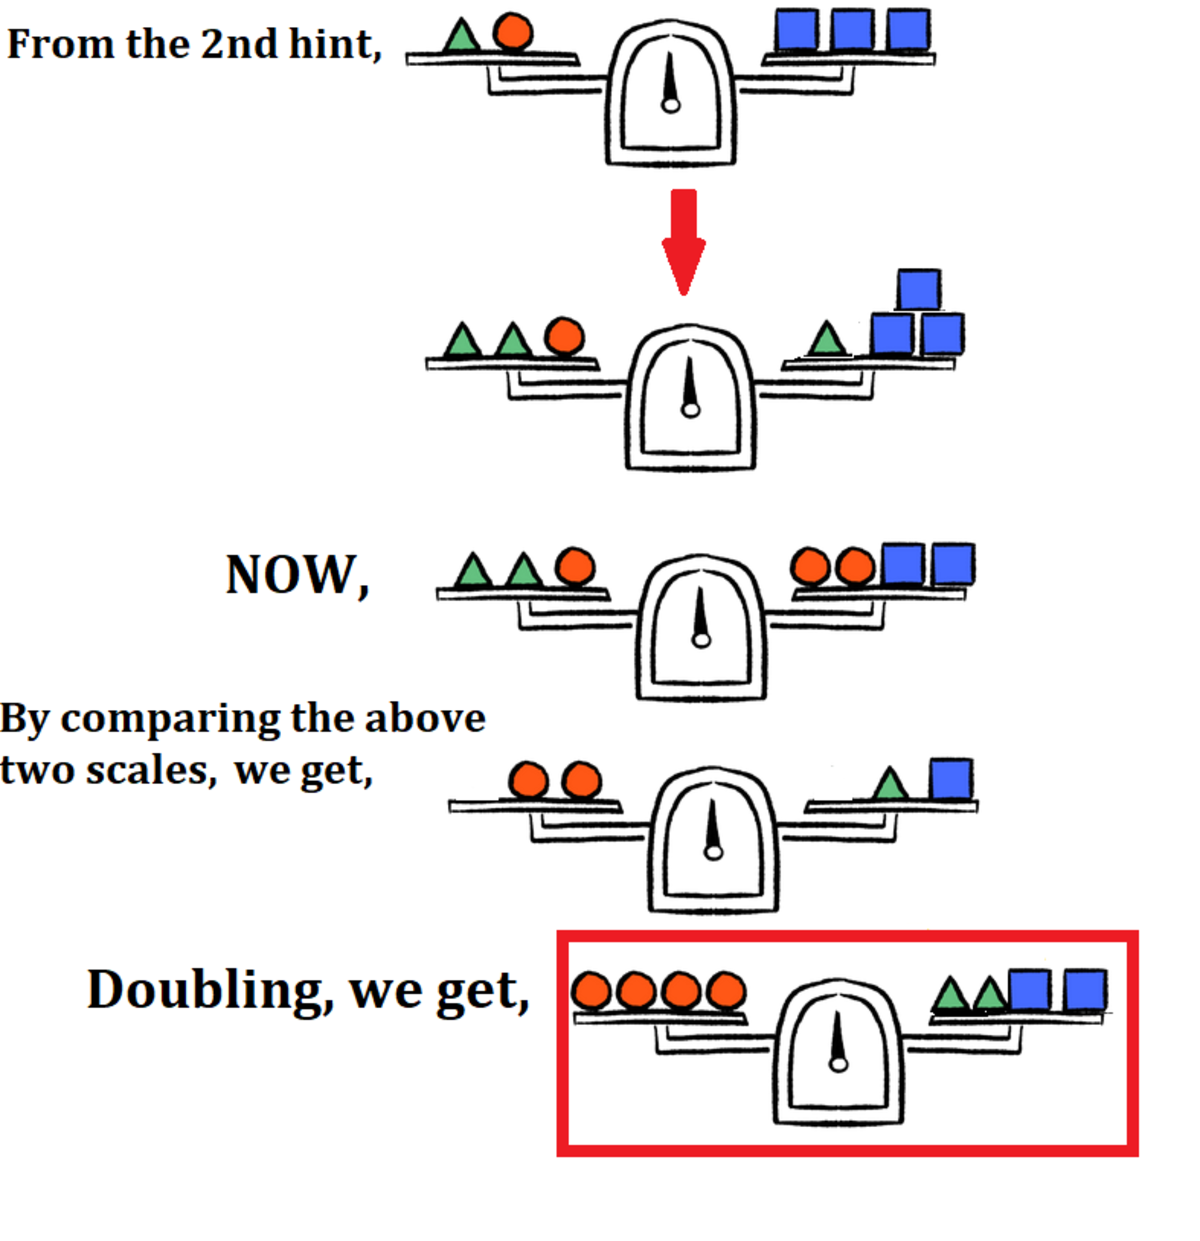 From the 2nd hint,
NOW,
By comparing the above
two scales, we get,
Doubling, we get,